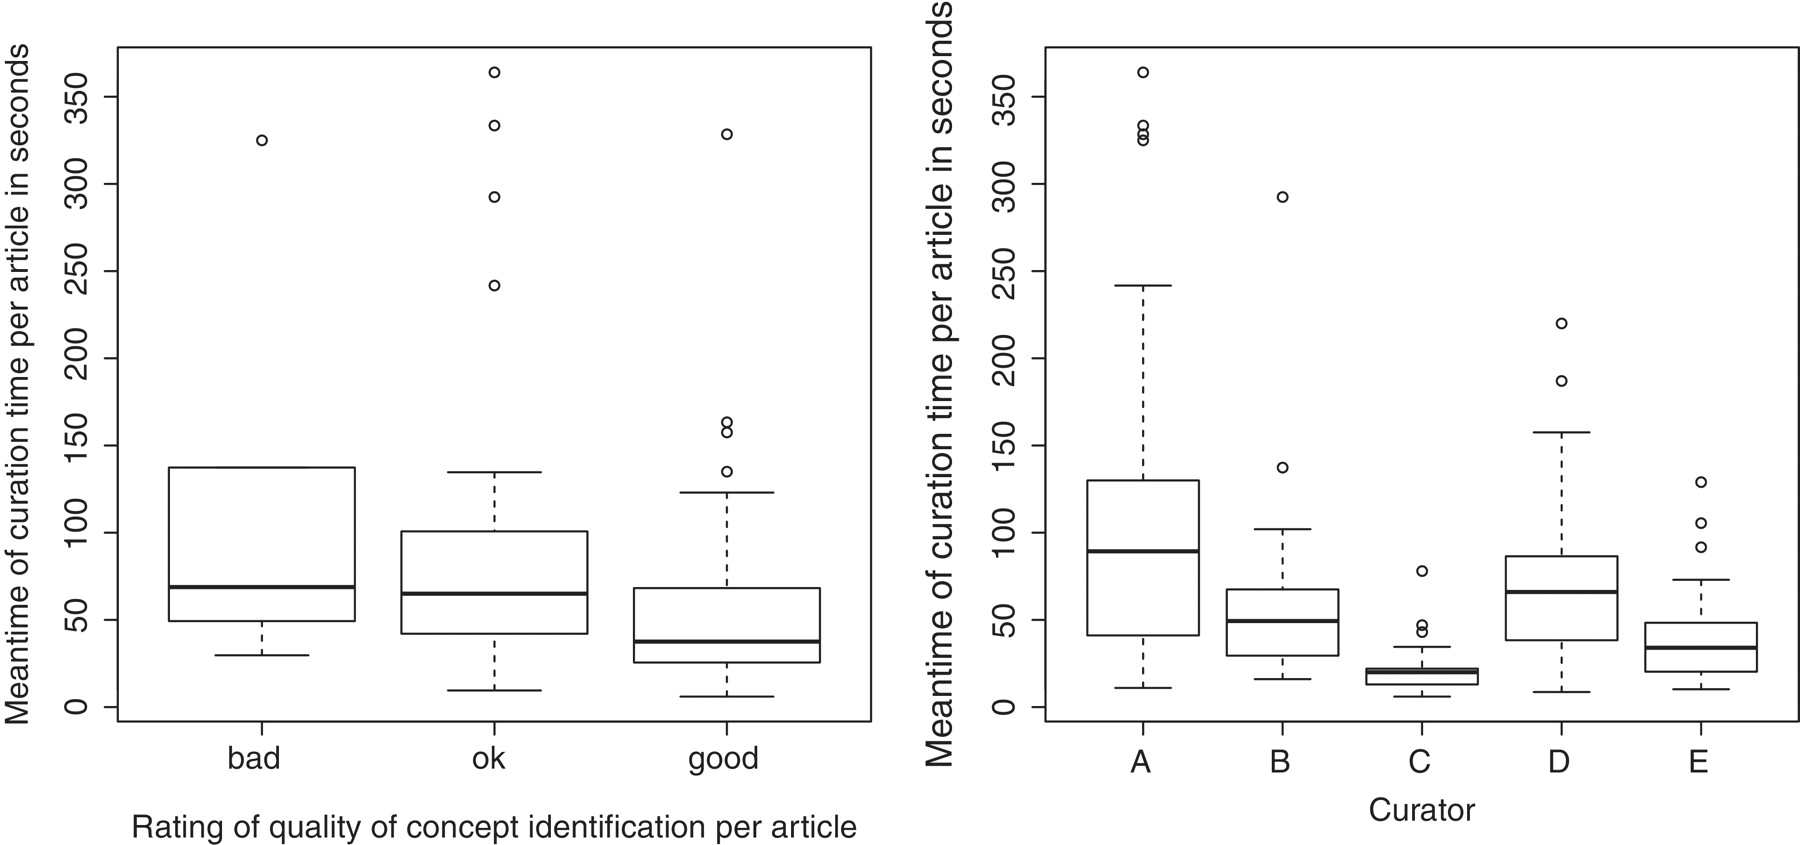 Meantime of curation time per article in seconds
350
300
250
200
150
100
50
0
bad ok good
Rating of quality of concept identification per article
Meantime of curation time per article in seconds
350
300
250
200
150
100
50
0
A B C D E
Curator